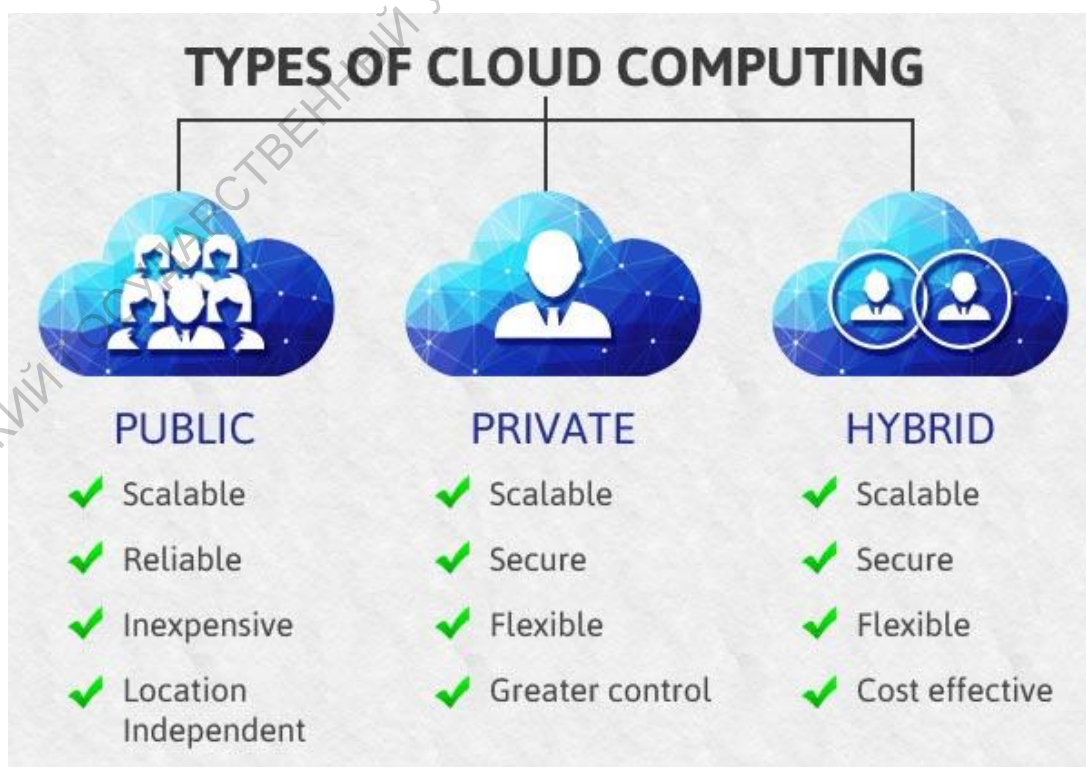 TYPES OF CLOUD COMPUTING
PUBLIC
Scalable
Reliable
Inexpensive
Location
Independent
PRIVATE
Scalable
Secure
Flexible
Greater control
HYBRID
Scalable
Secure
Flexible
Cost effective